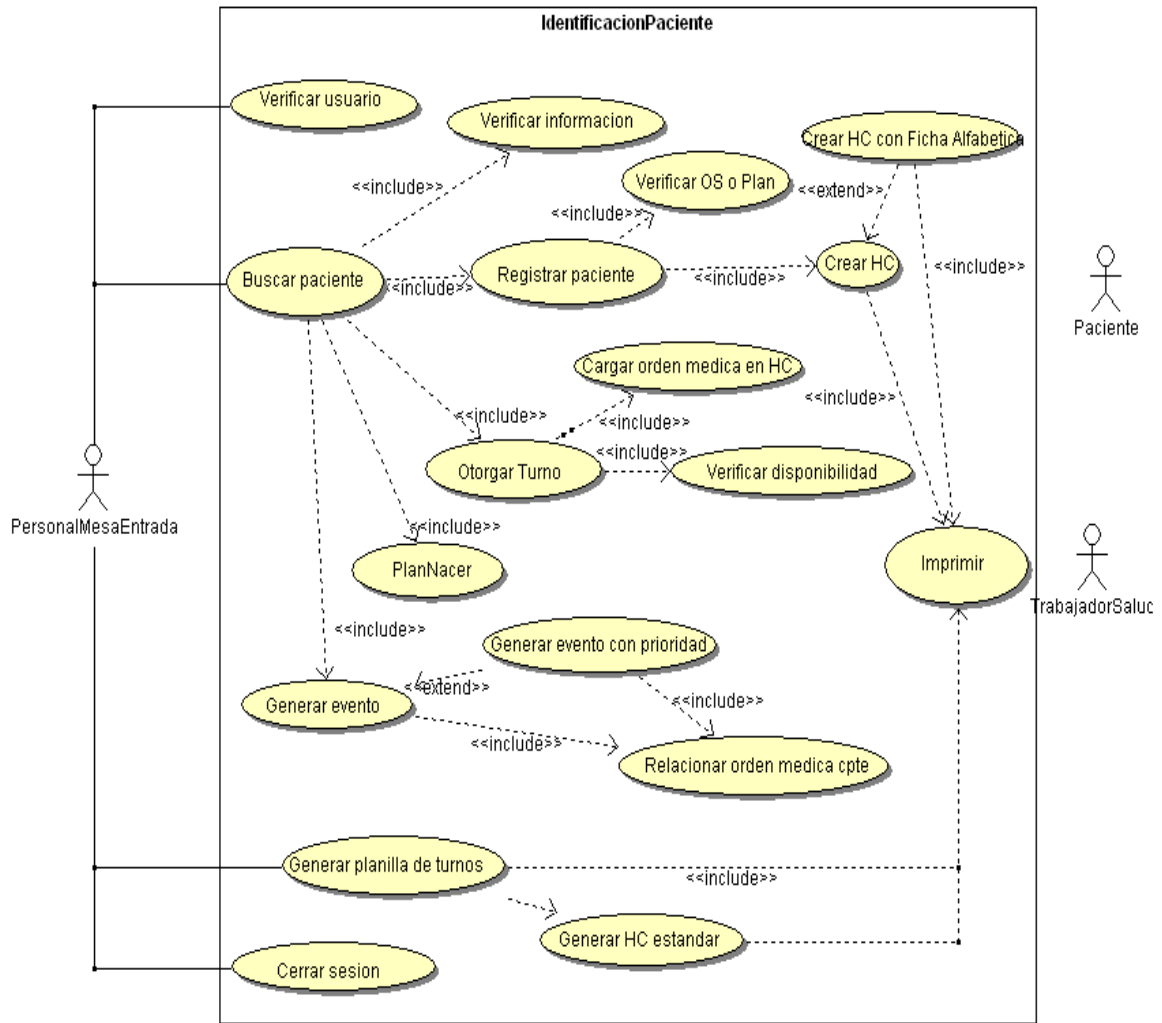 IdentificacionPaciente
Verificar usuario
Verificar informacion
Crear HC con Ficha Alfabetica
<<include>>
Verificar OS o Plan
<<extend>>
<<include>>
Buscar paciente
<<include>>
Registrar paciente
<<include>>
Crear HC
<<include>>
Paciente
Cargar orden medica en HC
<<include>>
<<include>>
<<include>>
<<include>>
Otorgar Turno
Verificar disponibilidad
PersonalMesaEntrada
<<include>>
PlanNacer
Imprimir
TrabajadorSaluc
<<include>>
Generar evento con prioridad
<<extend>>
Generar evento
<<include>>
<<include>>
Relacionar orden medica cpte
Generar planilla de turnos
<<include>>
Generar HC estandar
Cerrar sesion